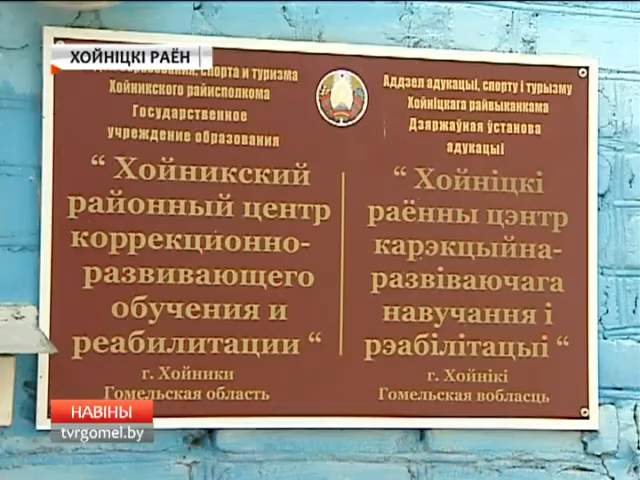 ХОЙНІЦКІ РАЁН
спорта и туризма
Хойникского райисполкома
Государственное
учреждение образования
“ Хойникский
районный центр
коррекционно-
развивающего
обучения и
реабилитации “
г. Хойники
Гомельская область
Аддзел адукацыі, спорту і турызму
Хойніцкага райвыканкама
Дзяржаўная ўстанова
адукацыі
“ Хойніцкі
раённы цэнтр
карэкцыйна-
развіваючага
навучання і
рэабілітацыі “
г. Хойнікі
Гомельская вобласць
НАВІНЫ
tvrgomel.by